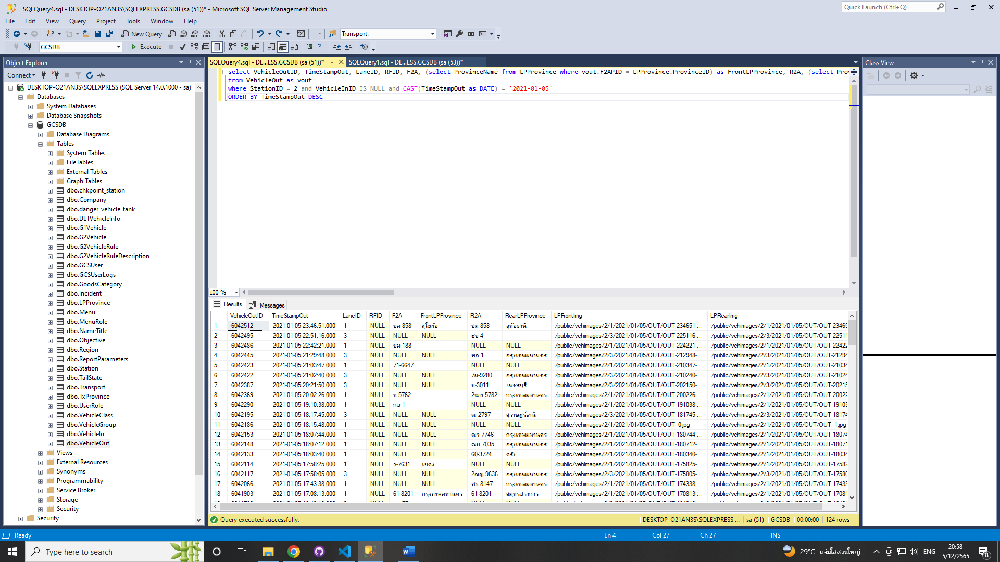 SQLQuery4.sql - DESKTOP-O21AN3S\SQLEXPRESS.GCSDB (sa (51))* - Microsoft SQL Server Management Studio
Quick Launch (Ctrl+Q)
File Edit View Query Project Tools Window Help
New Query
Transport.
GCSDB
Execute
Object Explorer
Connect
DESKTOP-O21AN3S\SQLEXPRESS (SQL Server 14.0.1000 - sa)
Databases
System Databases
Database Snapshots
GCSDB
Database Diagrams
Tables
System Tables
FileTables
External Tables
Graph Tables
dbo.chkpoint_station
dbo.Company
dbo.danger_vehicle_tank
dbo.DLTVehicleInfo
dbo.G1Vehicle
dbo.G2Vehicle
dbo.G2VehicleRule
dbo.G2VehicleRuleDescription
dbo.GCSUser
dbo.GCSUserLogs
dbo.GoodsCategory
dbo.Incident
dbo.LPProvince
dbo.Menu
dbo.MenuRole
dbo.NameTitle
dbo.Objective
dbo.Region
dbo.ReportParameters
dbo.Station
dbo.TailState
dbo.Transport
dbo.TxProvince
dbo.UserRole
dbo.VehicleClass
dbo.VehicleGroup
dbo.VehicleIn
dbo.VehicleOut
Views
External Resources
Synonyms
Programmability
Service Broker
Storage
Security
Security
SQLQuery4.sql - DE...ESS.GCSDB (sa (51))*
SQLQuery1.sql - DE...ESS.GCSDB (sa (53))*
select VehicleOutID, TimeStampOut, LaneID, RFID, F2A, (select ProvinceName from LPProvince where vout.F2APID = LPProvince.ProvinceID) as FrontLPProvince, R2A, (select Pro
from VehicleOut as vout
where StationID = 2 and VehicleInID IS NULL and CAST(TimeStampOut as DATE) = '2021-01-05'
ORDER BY TimeStampOut DESC
100 %
Results Messages
VehicleOutID TimeStampOut LaneID RFID F2A FrontLPProvince R2A RearLPProvince LPFrontImg LPRearImg
1 6042512 2021-01-05 23:46:51.000 1 NULL บม 858 สุโขทัย ปม 858 อุทัยธานี /public/vehimages/2/1/2021/01/05/OUT/OUT-234651-... /public/vehimages/2/1/2021/01/05/OUT/OUT-23465
2 6042495 2021-01-05 22:51:16.000 3 NULL NULL NULL ฮบ 4 /public/vehimages/2/3/2021/01/05/OUT/OUT-225116-... /public/vehimages/2/3/2021/01/05/OUT/OUT-22511
3 6042486 2021-01-05 22:42:21.000 1 NULL บม 188 NULL NULL /public/vehimages/2/1/2021/01/05/OUT/OUT-224221-... /public/vehimages/2/1/2021/01/05/OUT/OUT-22422
4 6042445 2021-01-05 21:29:48.000 3 NULL NULL NULL พถ 1 กรุงเทพมหานคร /public/vehimages/2/3/2021/01/05/OUT/OUT-212948-... /public/vehimages/2/3/2021/01/05/OUT/OUT-21294
5 6042423 2021-01-05 21:03:47.000 1 NULL 71-6647 NULL NULL /public/vehimages/2/1/2021/01/05/OUT/OUT-210347-... /public/vehimages/2/1/2021/01/05/OUT/OUT-21034
6 6042422 2021-01-05 21:02:40.000 3 NULL NULL NULL 7ม-9280 กรุงเทพมหานคร /public/vehimages/2/3/2021/01/05/OUT/OUT-210240-... /public/vehimages/2/3/2021/01/05/OUT/OUT-21024
7 6042387 2021-01-05 20:21:50.000 3 NULL NULL NULL บ-3011 เพชรบุรี /public/vehimages/2/3/2021/01/05/OUT/OUT-202150-... /public/vehimages/2/3/2021/01/05/OUT/OUT-20215
8 6042369 2021-01-05 20:02:26.000 1 NULL ท-5762 2ฒท 5782 กรุงเทพมหานคร /public/vehimages/2/1/2021/01/05/OUT/OUT-200226-... /public/vehimages/2/1/2021/01/05/OUT/OUT-20022
9 6042290 2021-01-05 19:10:38.000 1 NULL กบ 1 NULL NULL /public/vehimages/2/1/2021/01/05/OUT/OUT-191038-... /public/vehimages/2/1/2021/01/05/OUT/OUT-19103
10 6042195 2021-01-05 18:17:45.000 3 NULL NULL NULL ฒ-2797 สุราษฎร์ธานี /public/vehimages/2/3/2021/01/05/OUT/OUT-181745-... /public/vehimages/2/3/2021/01/05/OUT/OUT-18174
11 6042186 2021-01-05 18:15:48.000 1 NULL NULL NULL NULL NULL /public/vehimages/2/1/2021/01/05/OUT/OUT--0.jpg /public/vehimages/2/1/2021/01/05/OUT/OUT--1.jpg
12 6042153 2021-01-05 18:07:44.000 1 NULL NULL NULL ฒว 7746 กรุงเทพมหานคร /public/vehimages/2/1/2021/01/05/OUT/OUT-180744-... /public/vehimages/2/1/2021/01/05/OUT/OUT-18074
13 6042148 2021-01-05 18:07:12.000 1 NULL NULL NULL ฒย 7035 กรุงเทพมหานคร /public/vehimages/2/1/2021/01/05/OUT/OUT-180712-... /public/vehimages/2/1/2021/01/05/OUT/OUT-18071
14 6042133 2021-01-05 18:03:40.000 1 NULL NULL NULL 60-3724 ตรัง /public/vehimages/2/1/2021/01/05/OUT/OUT-180340-... /public/vehimages/2/1/2021/01/05/OUT/OUT-18034
15 6042114 2021-01-05 17:58:25.000 1 NULL ว-7631 เบตง NULL NULL /public/vehimages/2/1/2021/01/05/OUT/OUT-175825-... /public/vehimages/2/1/2021/01/05/OUT/OUT-17582
16 6042117 2021-01-05 17:58:05.000 3 NULL NULL NULL 2ฒญ 9636 กรุงเทพมหานคร /public/vehimages/2/3/2021/01/05/OUT/OUT-175805-... /public/vehimages/2/3/2021/01/05/OUT/OUT-17580
17 6042066 2021-01-05 17:43:38.000 1 NULL NULL NULL ศธ 8147 กรุงเทพมหานคร /public/vehimages/2/1/2021/01/05/OUT/OUT-174338-... /public/vehimages/2/1/2021/01/05/OUT/OUT-17433
18 6041903 2021-01-05 17:08:13.000 1 NULL 61-8201 กรุงเทพมหานคร 61-8201 สมุทรปราการ /public/vehimages/2/1/2021/01/05/OUT/OUT-170813-... /public/vehimages/2/1/2021/01/05/OUT/OUT-17081
Query executed successfully.
DESKTOP-O21AN3S\SQLEXPRESS ... sa (51) GCSDB 00:00:00 124 rows
Class View
Ready Ln 4 Col 27 Ch 27 INS
Type here to search
29°C แจ่มใสส่วนใหญ่
ENG
20:58
5/12/2565
8